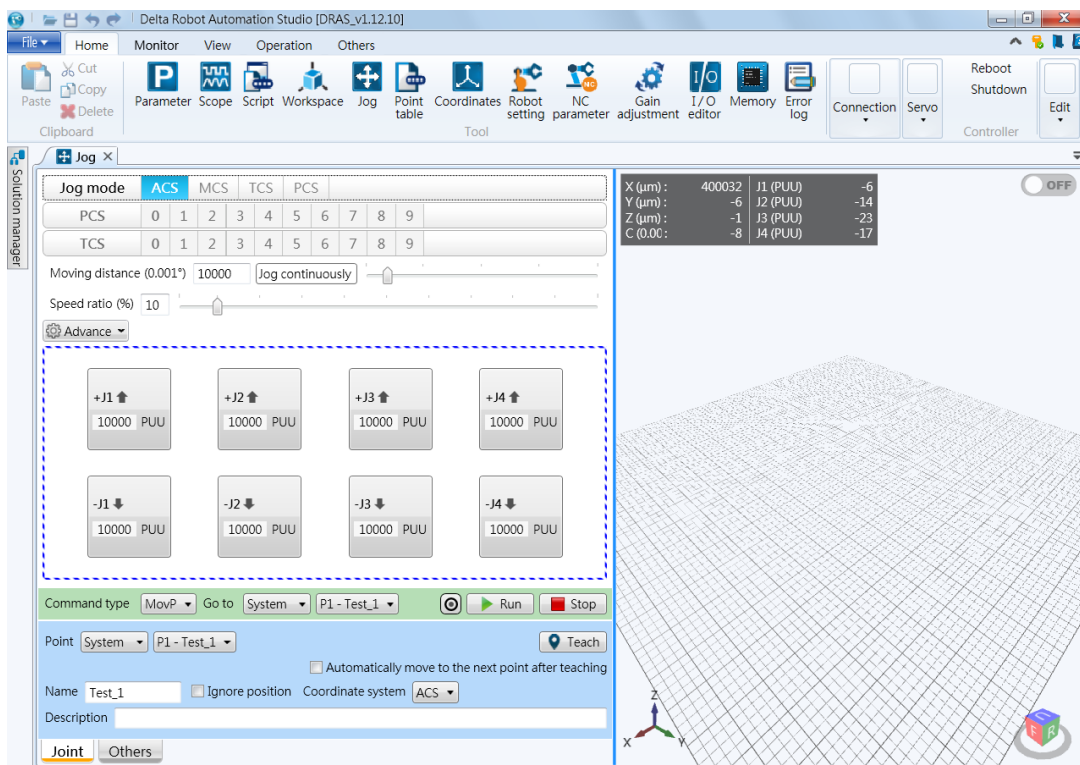 Delta Robot Automation Studio [DRAS_v1.12.10]
File Home Monitor View Operation Others
Paste Cut Copy Delete
Clipboard
Parameter Scope Script Workspace Jog Point table Coordinates Robot setting NC parameter Gain adjustment I/O editor Memory Error log
Tool
Connection Servo
Reboot
Shutdown
Controller
Edit
Solution manager
Jog
Jog mode ACS MCS TCS PCS
PCS 0 1 2 3 4 5 6 7 8 9
TCS 0 1 2 3 4 5 6 7 8 9
Moving distance (0.001°) 10000 Jog continuously
Speed ratio (%) 10
Advance
+J1 +J2 +J3 +J4
10000 PUU 10000 PUU 10000 PUU 10000 PUU
-J1 -J2 -J3 -J4
10000 PUU 10000 PUU 10000 PUU 10000 PUU
Command type MovP Go to System P1 - Test_1 Run Stop
Point System P1 - Test_1 Teach
Automatically move to the next point after teaching
Name Test_1 Ignore position Coordinate system ACS
Description
Joint Others
X (μm) : 400032 J1 (PUU) -6
Y (μm) : -6 J2 (PUU) -14
Z (μm) : -1 J3 (PUU) -23
C (0.00 : -8 J4 (PUU) -17
OFF
Z
X Y
F R